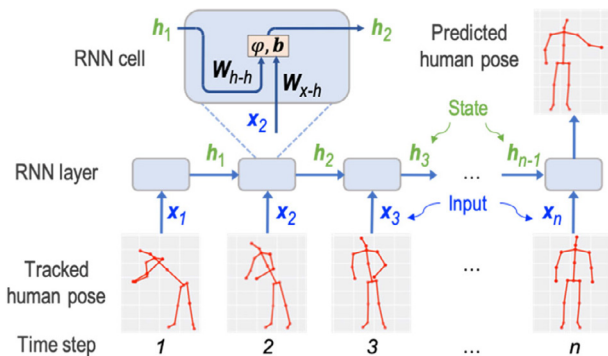 h1
h2
Predicted
human pose
RNN cell
φ, b
Wh-h
Wx-h
x2
State
RNN layer
h1
h2
h3
...
hn-1
x1
x2
x3
Input
xn
Tracked
human pose
...
Time step
1
2
3
...
n